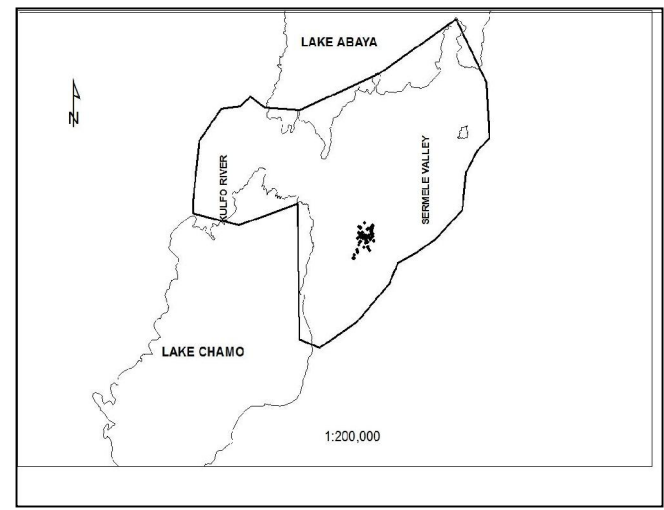 LAKE ABAYA
N
KULFO RIVER
SERMELE VALLEY
LAKE CHAMO
1:200,000